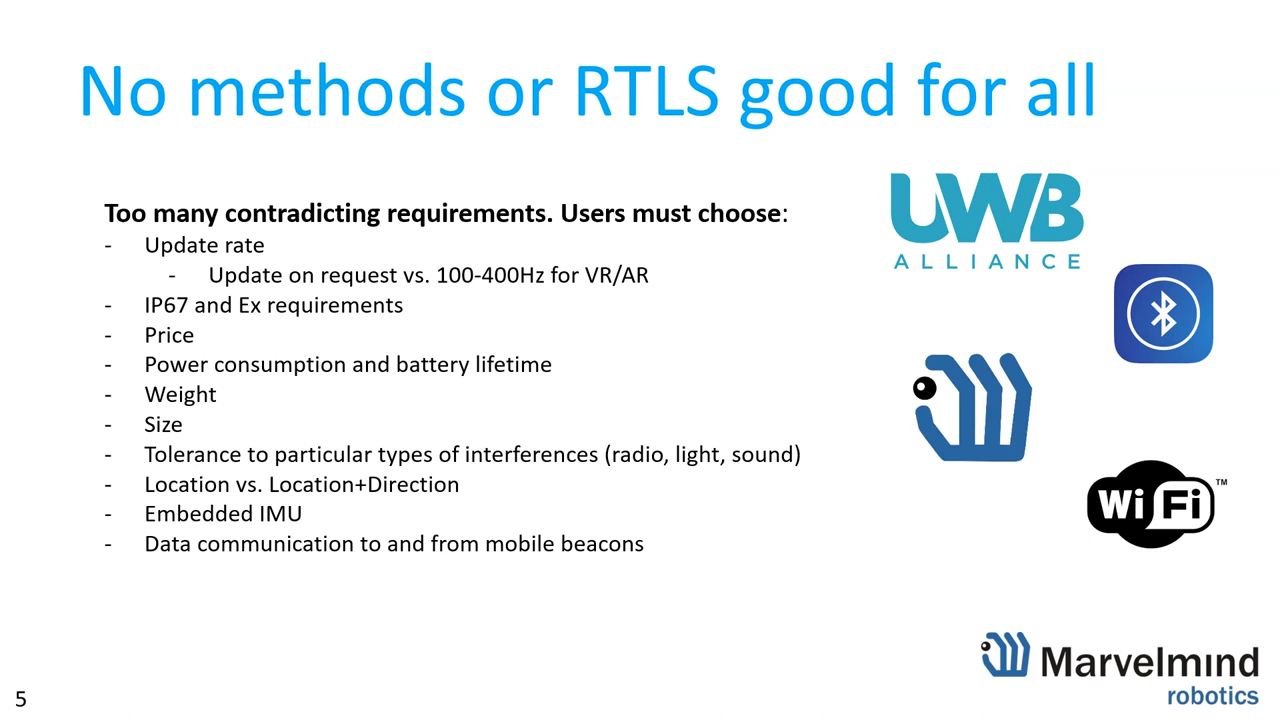 No methods or RTLS good for all
Too many contradicting requirements. Users must choose:
- Update rate
- Update on request vs. 100-400Hz for VR/AR
- IP67 and Ex requirements
- Price
- Power consumption and battery lifetime
- Weight
- Size
- Tolerance to particular types of interferences (radio, light, sound)
- Location vs. Location+Direction
- Embedded IMU
- Data communication to and from mobile beacons
UWB
ALLIANCE
Wi Fi TM
Marvelmind
robotics
5